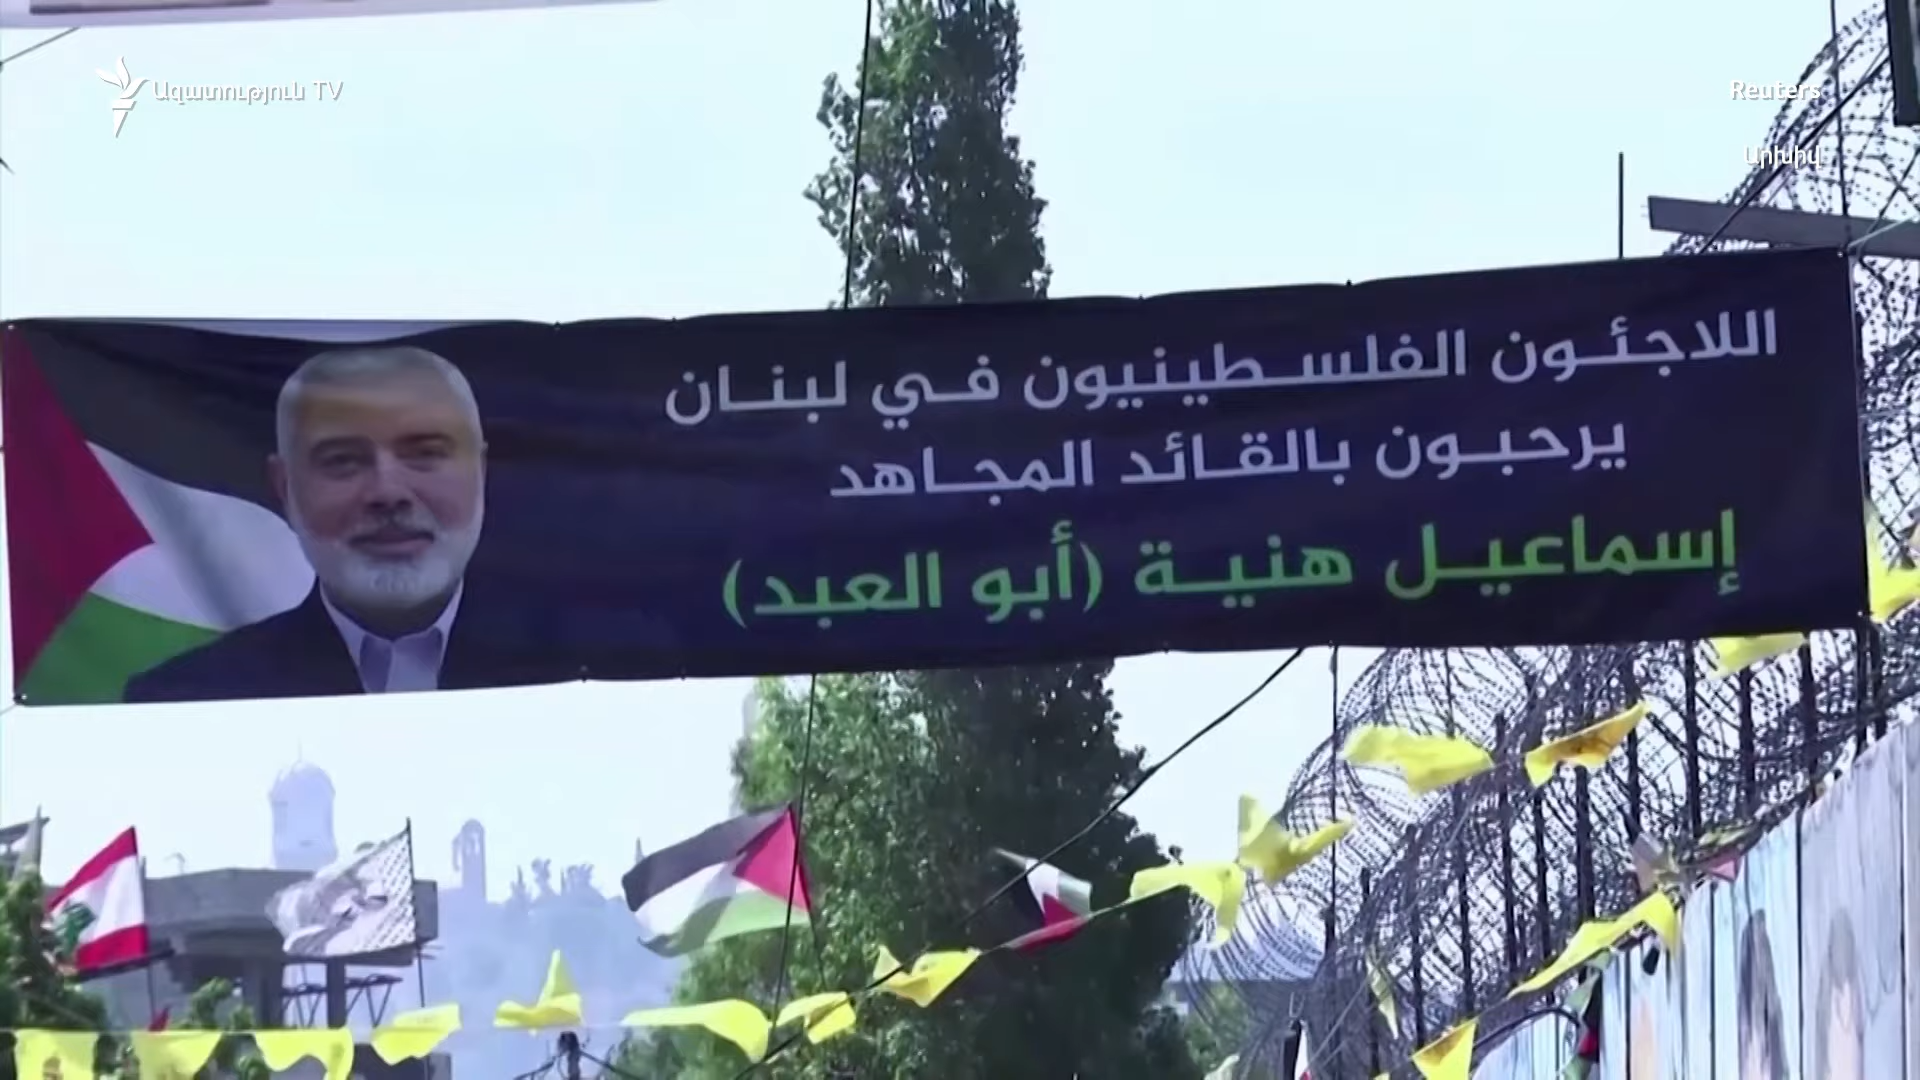 Ազատություն TV
Reuters
Արխիվ
اللاجئون الفلسطينيون في لبنان
يرحبون بالقائد المجاهد
إسماعيل هنية (أبو العبد)